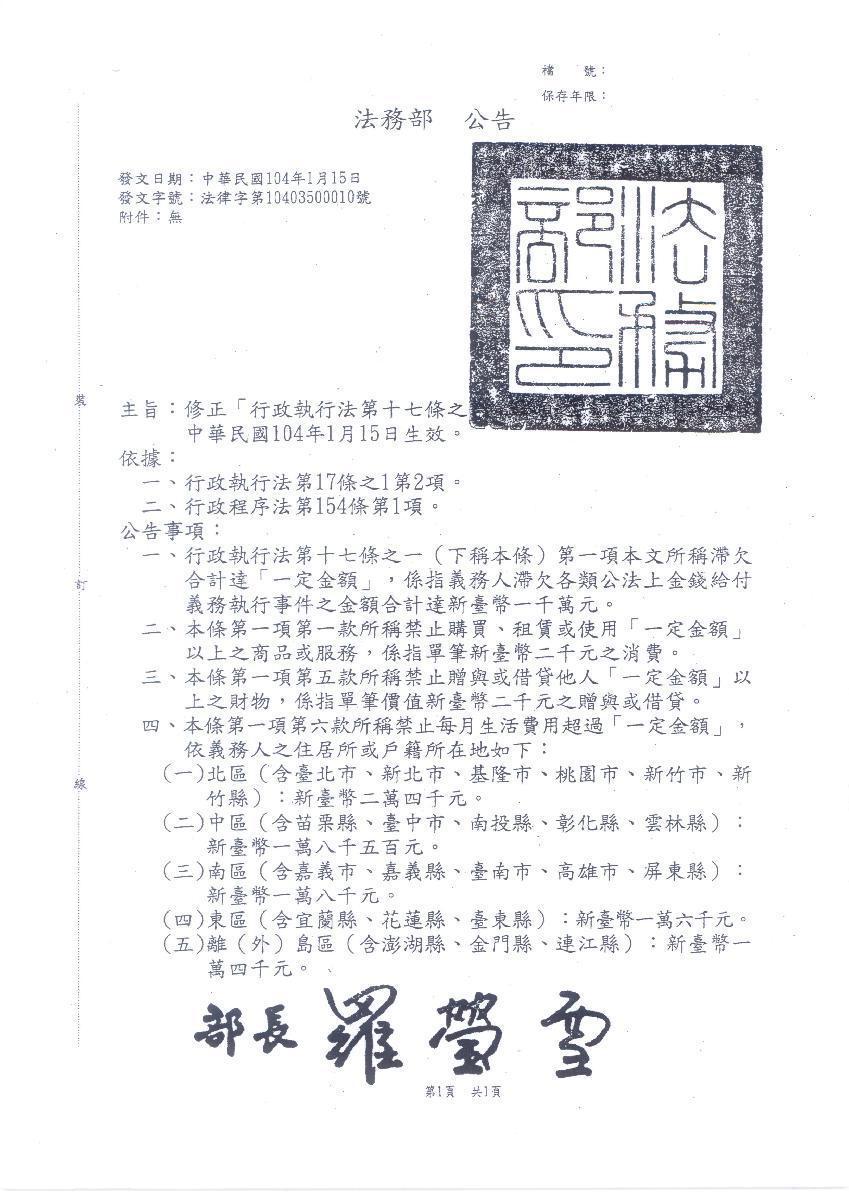 檔　　號：
保存年限：
法務部　公告
發文日期：中華民國104年1月15日
發文字號：法律字第10403500010號
附件：無
法務部印
主旨：修正「行政執行法第十七條之
中華民國104年1月15日生效。
依據：
一、行政執行法第17條之1第2項。
二、行政程序法第154條第1項。
公告事項：
一、行政執行法第十七條之一（下稱本條）第一項本文所稱滯欠
合計達「一定金額」，係指義務人滯欠各類公法上金錢給付
義務執行事件之金額合計達新臺幣一千萬元。
二、本條第一項第一款所稱禁止購買、租賃或使用「一定金額」
以上之商品或服務，係指單筆新臺幣二千元之消費。
三、本條第一項第五款所稱禁止贈與或借貸他人「一定金額」以
上之財物，係指單筆價值新臺幣二千元之贈與或借貸。
四、本條第一項第六款所稱禁止每月生活費用超過「一定金額」，
依義務人之住居所或戶籍所在地如下：
(一)北區（含臺北市、新北市、基隆市、桃園市、新竹市、新
竹縣）：新臺幣二萬四千元。
(二)中區（含苗栗縣、臺中市、南投縣、彰化縣、雲林縣）：
新臺幣一萬八千五百元。
(三)南區（含嘉義市、嘉義縣、臺南市、高雄市、屏東縣）：
新臺幣一萬八千元。
(四)東區（含宜蘭縣、花蓮縣、臺東縣）：新臺幣一萬六千元。
(五)離（外）島區（含澎湖縣、金門縣、連江縣）：新臺幣一
萬四千元。
部長 羅瑩雪
第1頁　共1頁
裝
訂
線